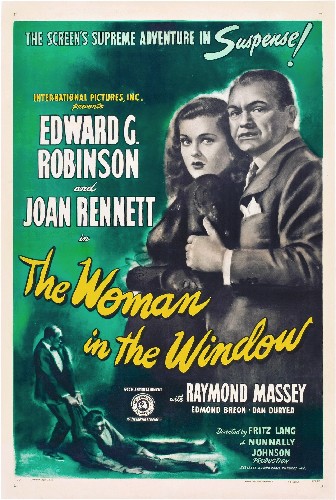 THE SCREEN'S SUPREME ADVENTURE IN Suspense!
INTERNATIONAL PICTURES, INC.
presents
EDWARD G.
ROBINSON
and
JOAN RENNETT
in
The Woman
in the Window
with RAYMOND MASSEY
EDMOND BREON · DAN DURYEA
Directed by FRITZ LANG
A NUNNALLY
JOHNSON
PRODUCTION